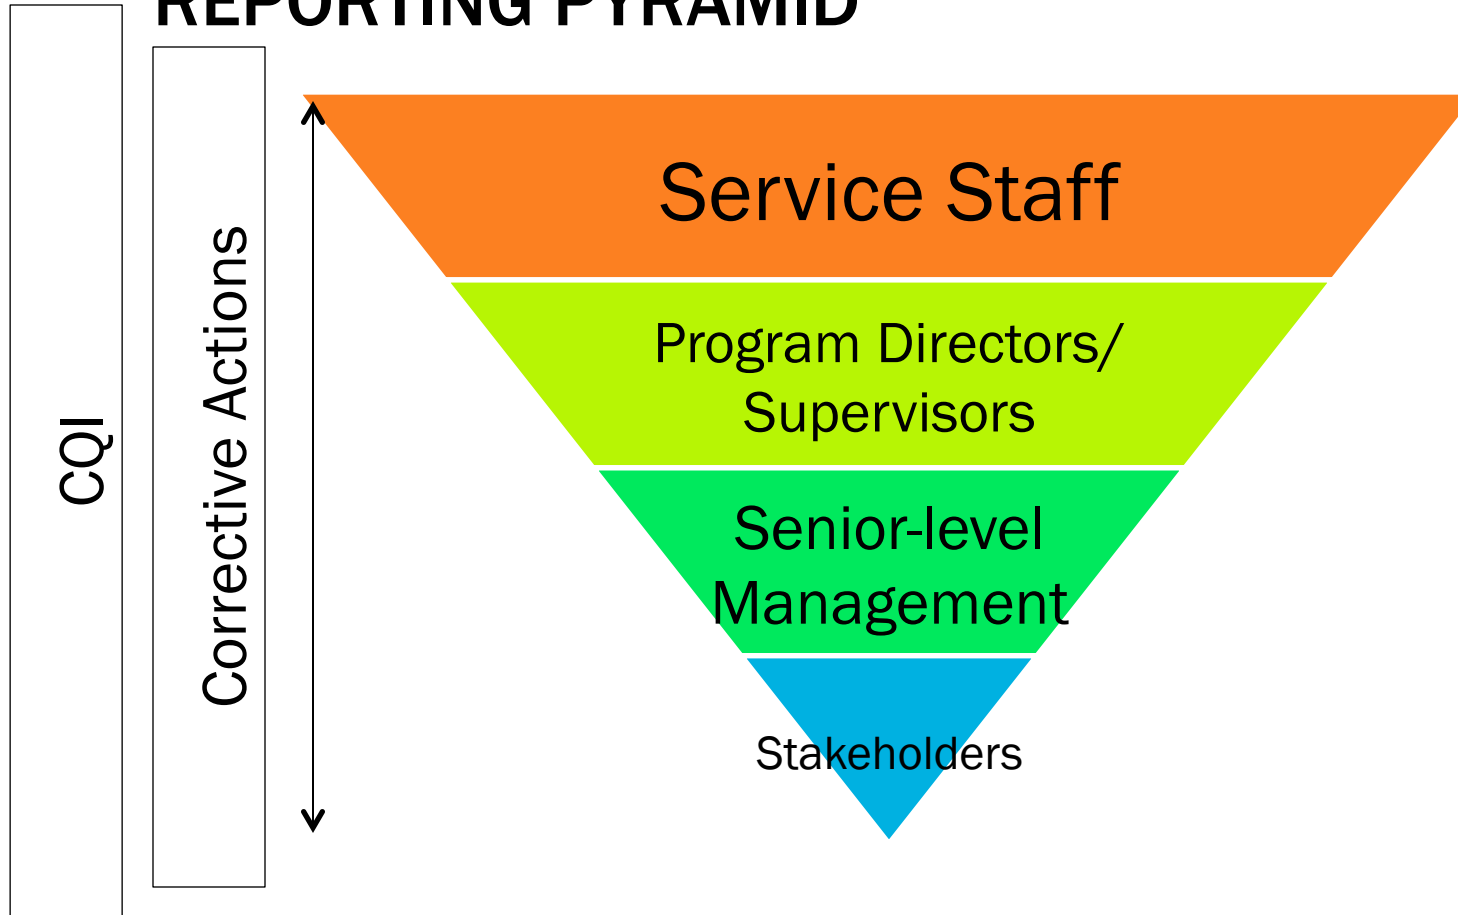 REPORTING PYRAMID
CQI
Corrective Actions
Service Staff
Program Directors/
Supervisors
Senior-level
Management
Stakeholders